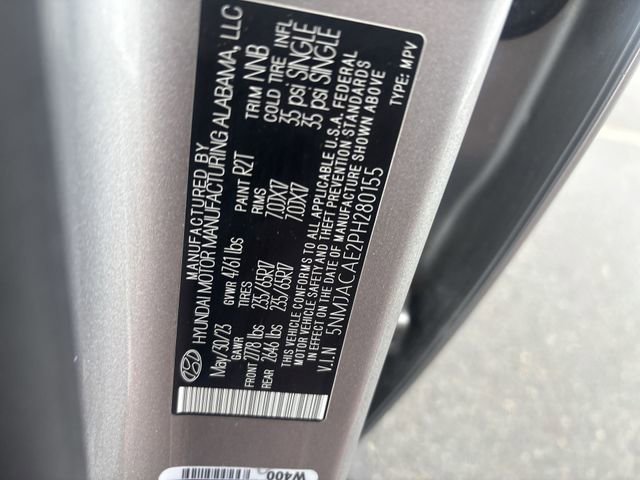 MANUFACTURED BY
HYUNDAI MOTOR MANUFACTURING ALABAMA, LLC
May/30/23 GVWR 4761lbs PAINT R2T TRIM NNB
GAWR TIRES RIMS COLD TIRE INFL
FRONT 2778 lbs 235/65R17 7.0JX17 35 psi SINGLE
REAR 2646 lbs 235/65R17 7.0JX17 35 psi SINGLE
THIS VEHICLE CONFORMS TO ALL APPLICABLE U.S.A. FEDERAL
MOTOR VEHICLE SAFETY AND THEFT PREVENTION STANDARDS
IN EFFECT ON THE DATE OF MANUFACTURE SHOWN ABOVE
V.I.N 5NMJACAE2PH280155 TYPE: MPV
W400